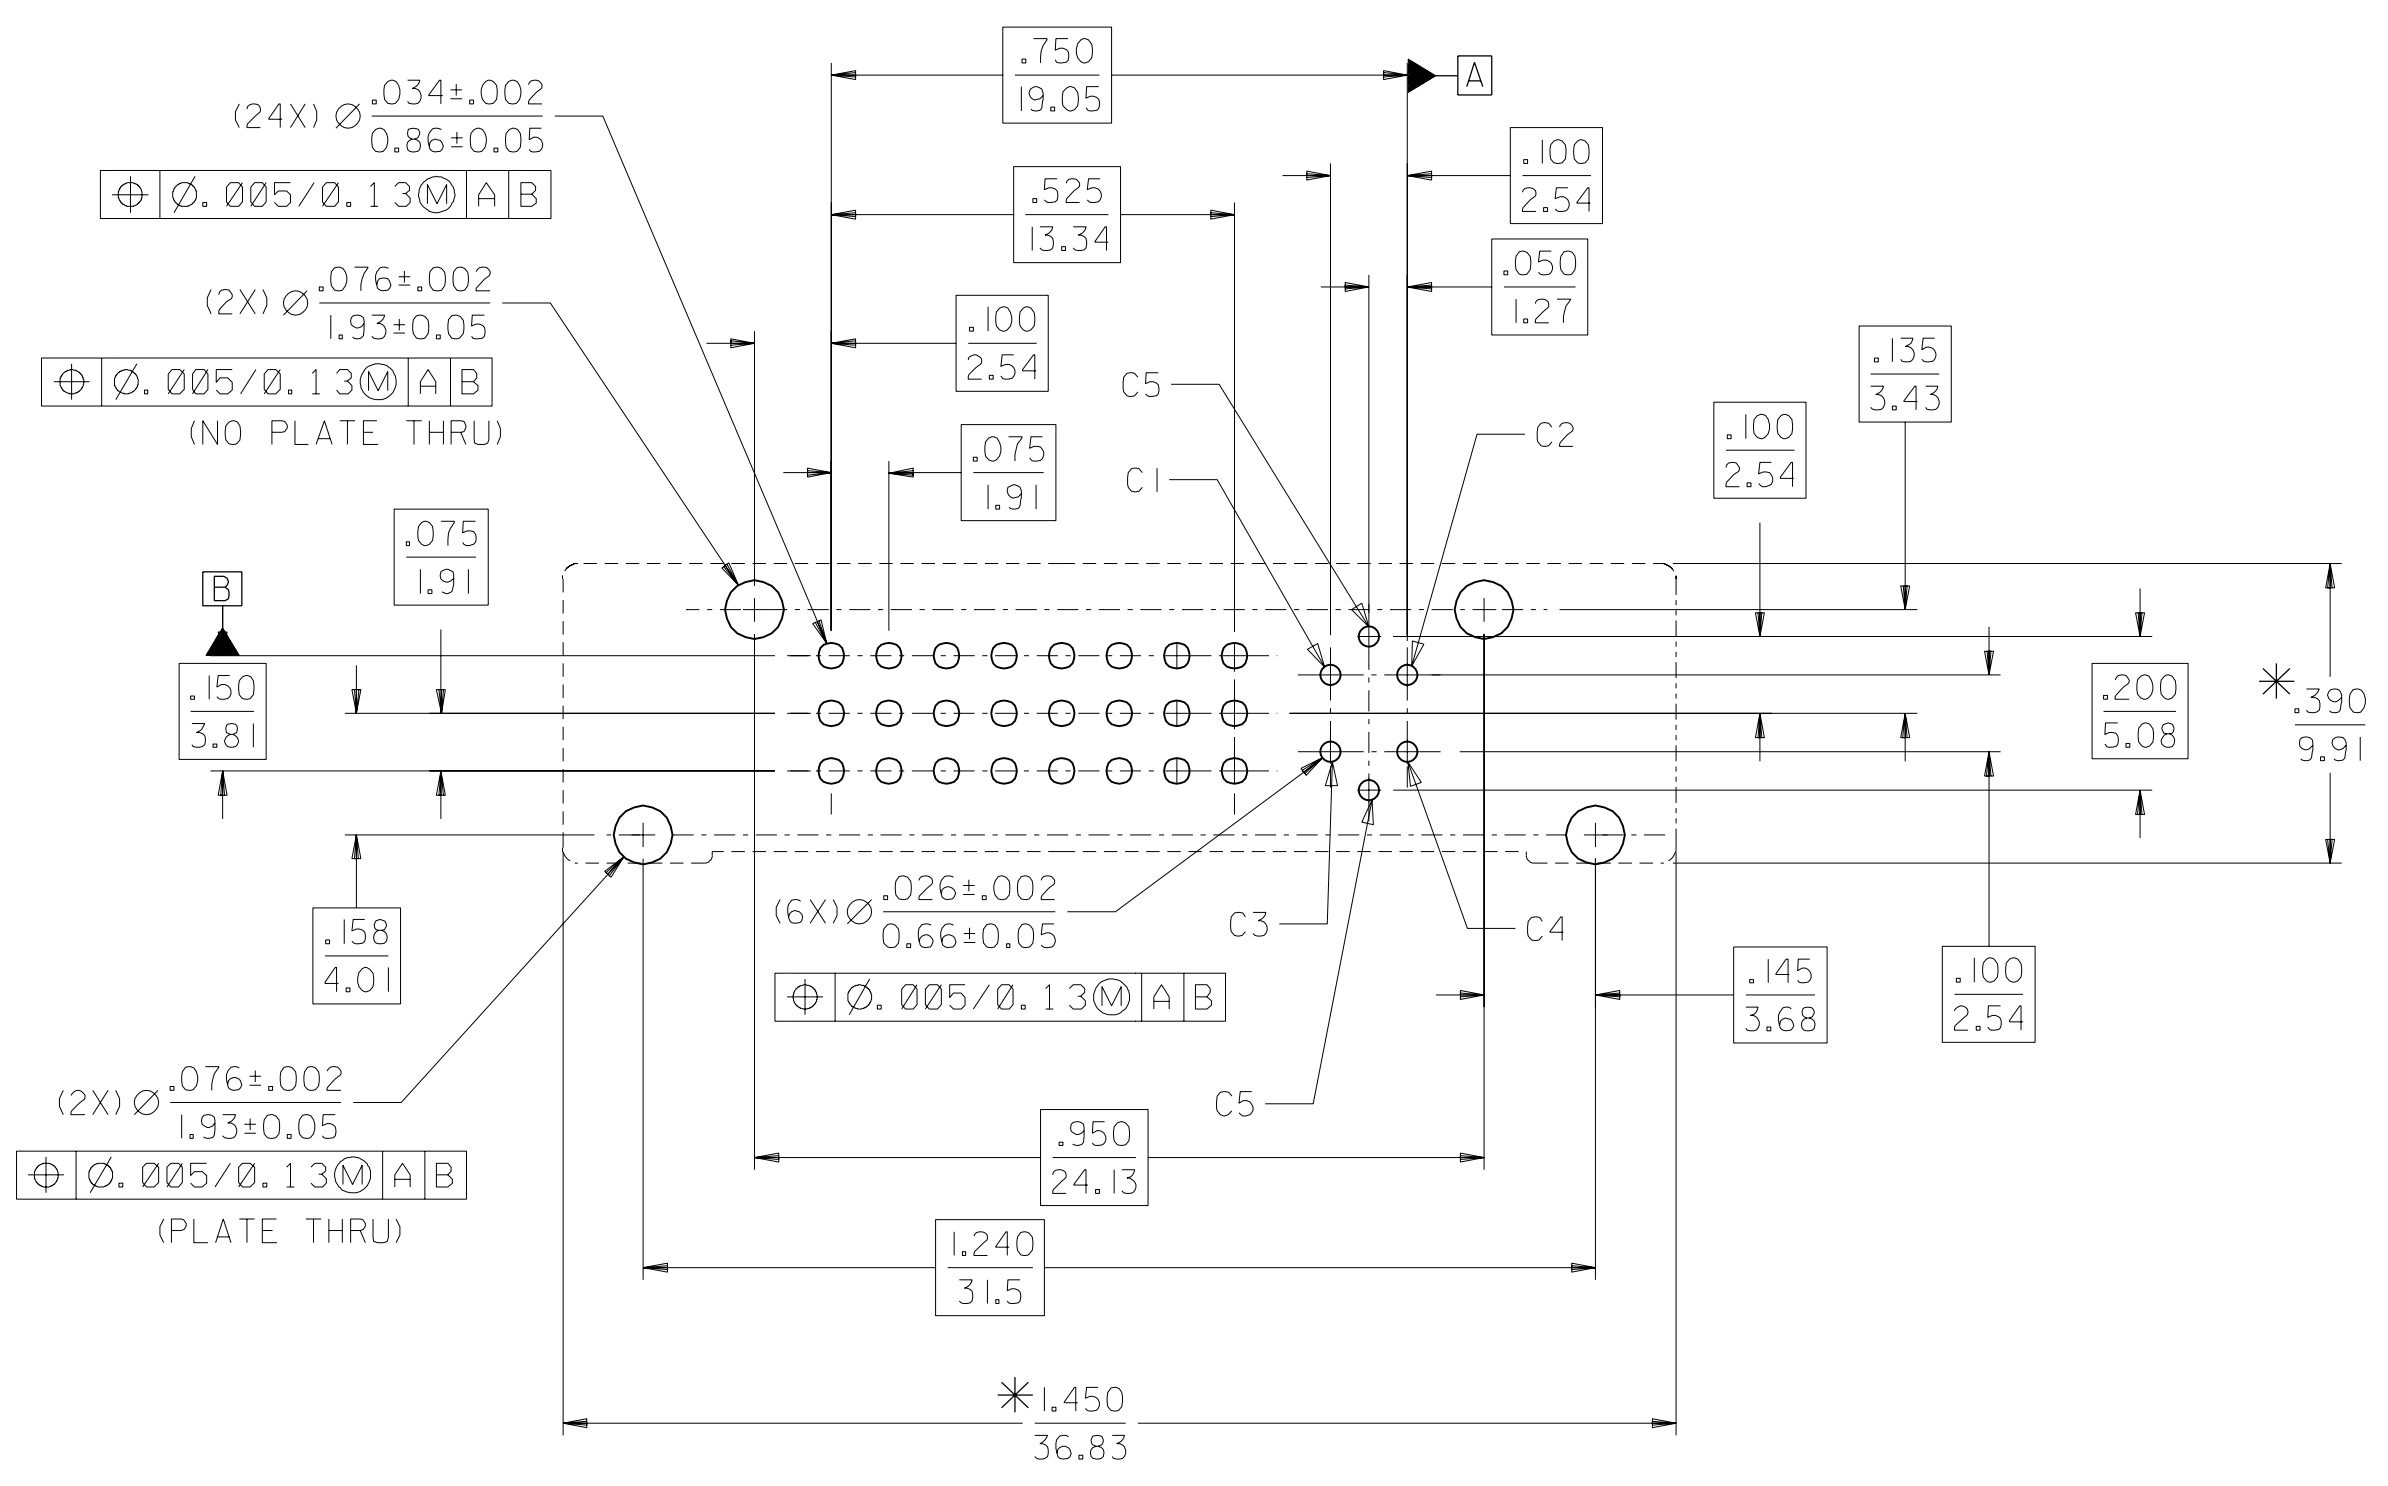 .750
19.05
A
(24X) Ø .034±.002
0.86±0.05
⌖ Ø.005/0.13Ⓜ A B
.525
13.34
.100
2.54
.050
1.27
(2X) Ø .076±.002
1.93±0.05
⌖ Ø.005/0.13Ⓜ A B
(NO PLATE THRU)
.100
2.54
.135
3.43
C5
C2
.100
2.54
.075
1.91
C1
.075
1.91
B
.150
3.81
.200
5.08
*.390
9.91
.158
4.01
(6X) Ø .026±.002
0.66±0.05
⌖ Ø.005/0.13Ⓜ A B
C3
C4
.145
3.68
.100
2.54
(2X) Ø .076±.002
1.93±0.05
⌖ Ø.005/0.13Ⓜ A B
(PLATE THRU)
C5
.950
24.13
1.240
31.5
*1.450
36.83